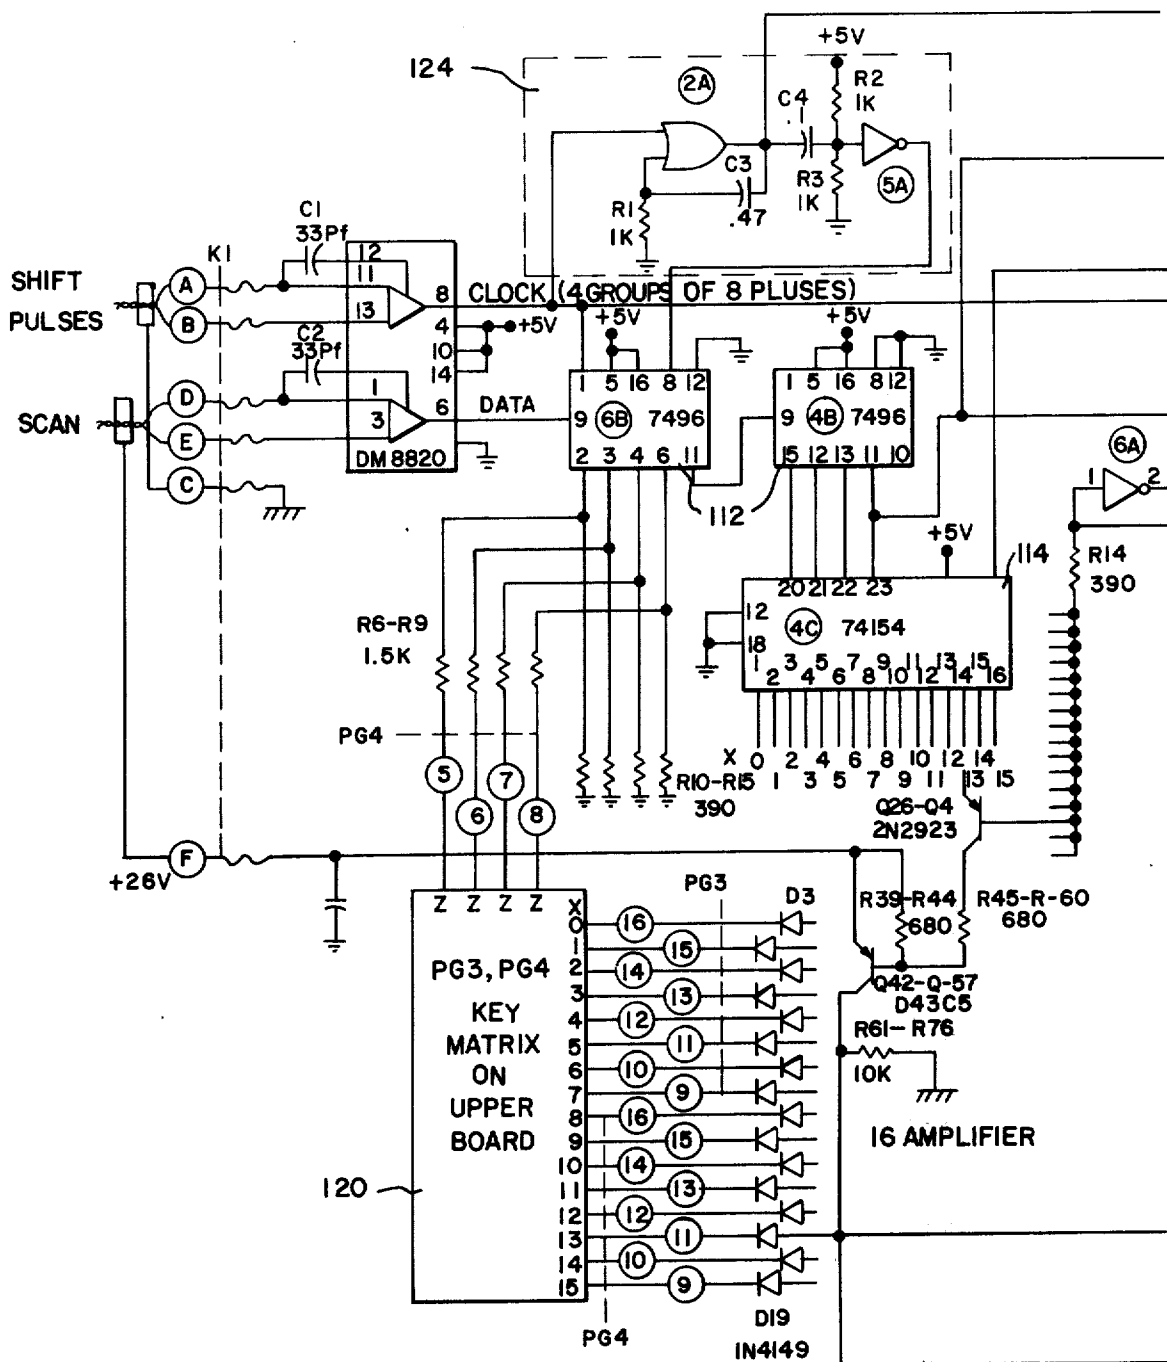 +5V
124
2A
C4
R2
1K
C3
.47
R3
1K
5A
R1
1K
C1
33Pf
K1
SHIFT
PULSES
A
B
12
11
13
8
CLOCK (4 GROUPS OF 8 PLUSES)
4
+5V
10
14
C2
33Pf
SCAN
D
E
C
1
3
6
DATA
DM 8820
+5V
1 5 16 8 12
9 6B 7496
2 3 4 6 11
+5V
1 5 16 8 12
9 4B 7496
15 12 13 11 10
112
6A
1 2
+5V
114
R14
390
20 21 22 23
12
18
4C 74154
1 2 3 4 5 6 7 8 9 10 11 12 13 14 15 16
X 0 1 2 3 4 5 6 7 8 9 10 11 12 13 14 15
R6-R9
1.5K
PG4
5
6
7
8
R10-R15
390
Q26-Q4
2N2923
F
+26V
Z Z Z Z X
PG3
D3
R39-R44
680
R45-R-60
680
0 16
1 15
2 14
3 13
4 12
5 11
6 10
7 9
8 16
9 15
10 14
11 13
12 12
13 11
14 10
15 9
PG3, PG4
KEY
MATRIX
ON
UPPER
BOARD
120
Q42-Q-57
D43C5
R61-R76
10K
16 AMPLIFIER
PG4
D19
1N4149